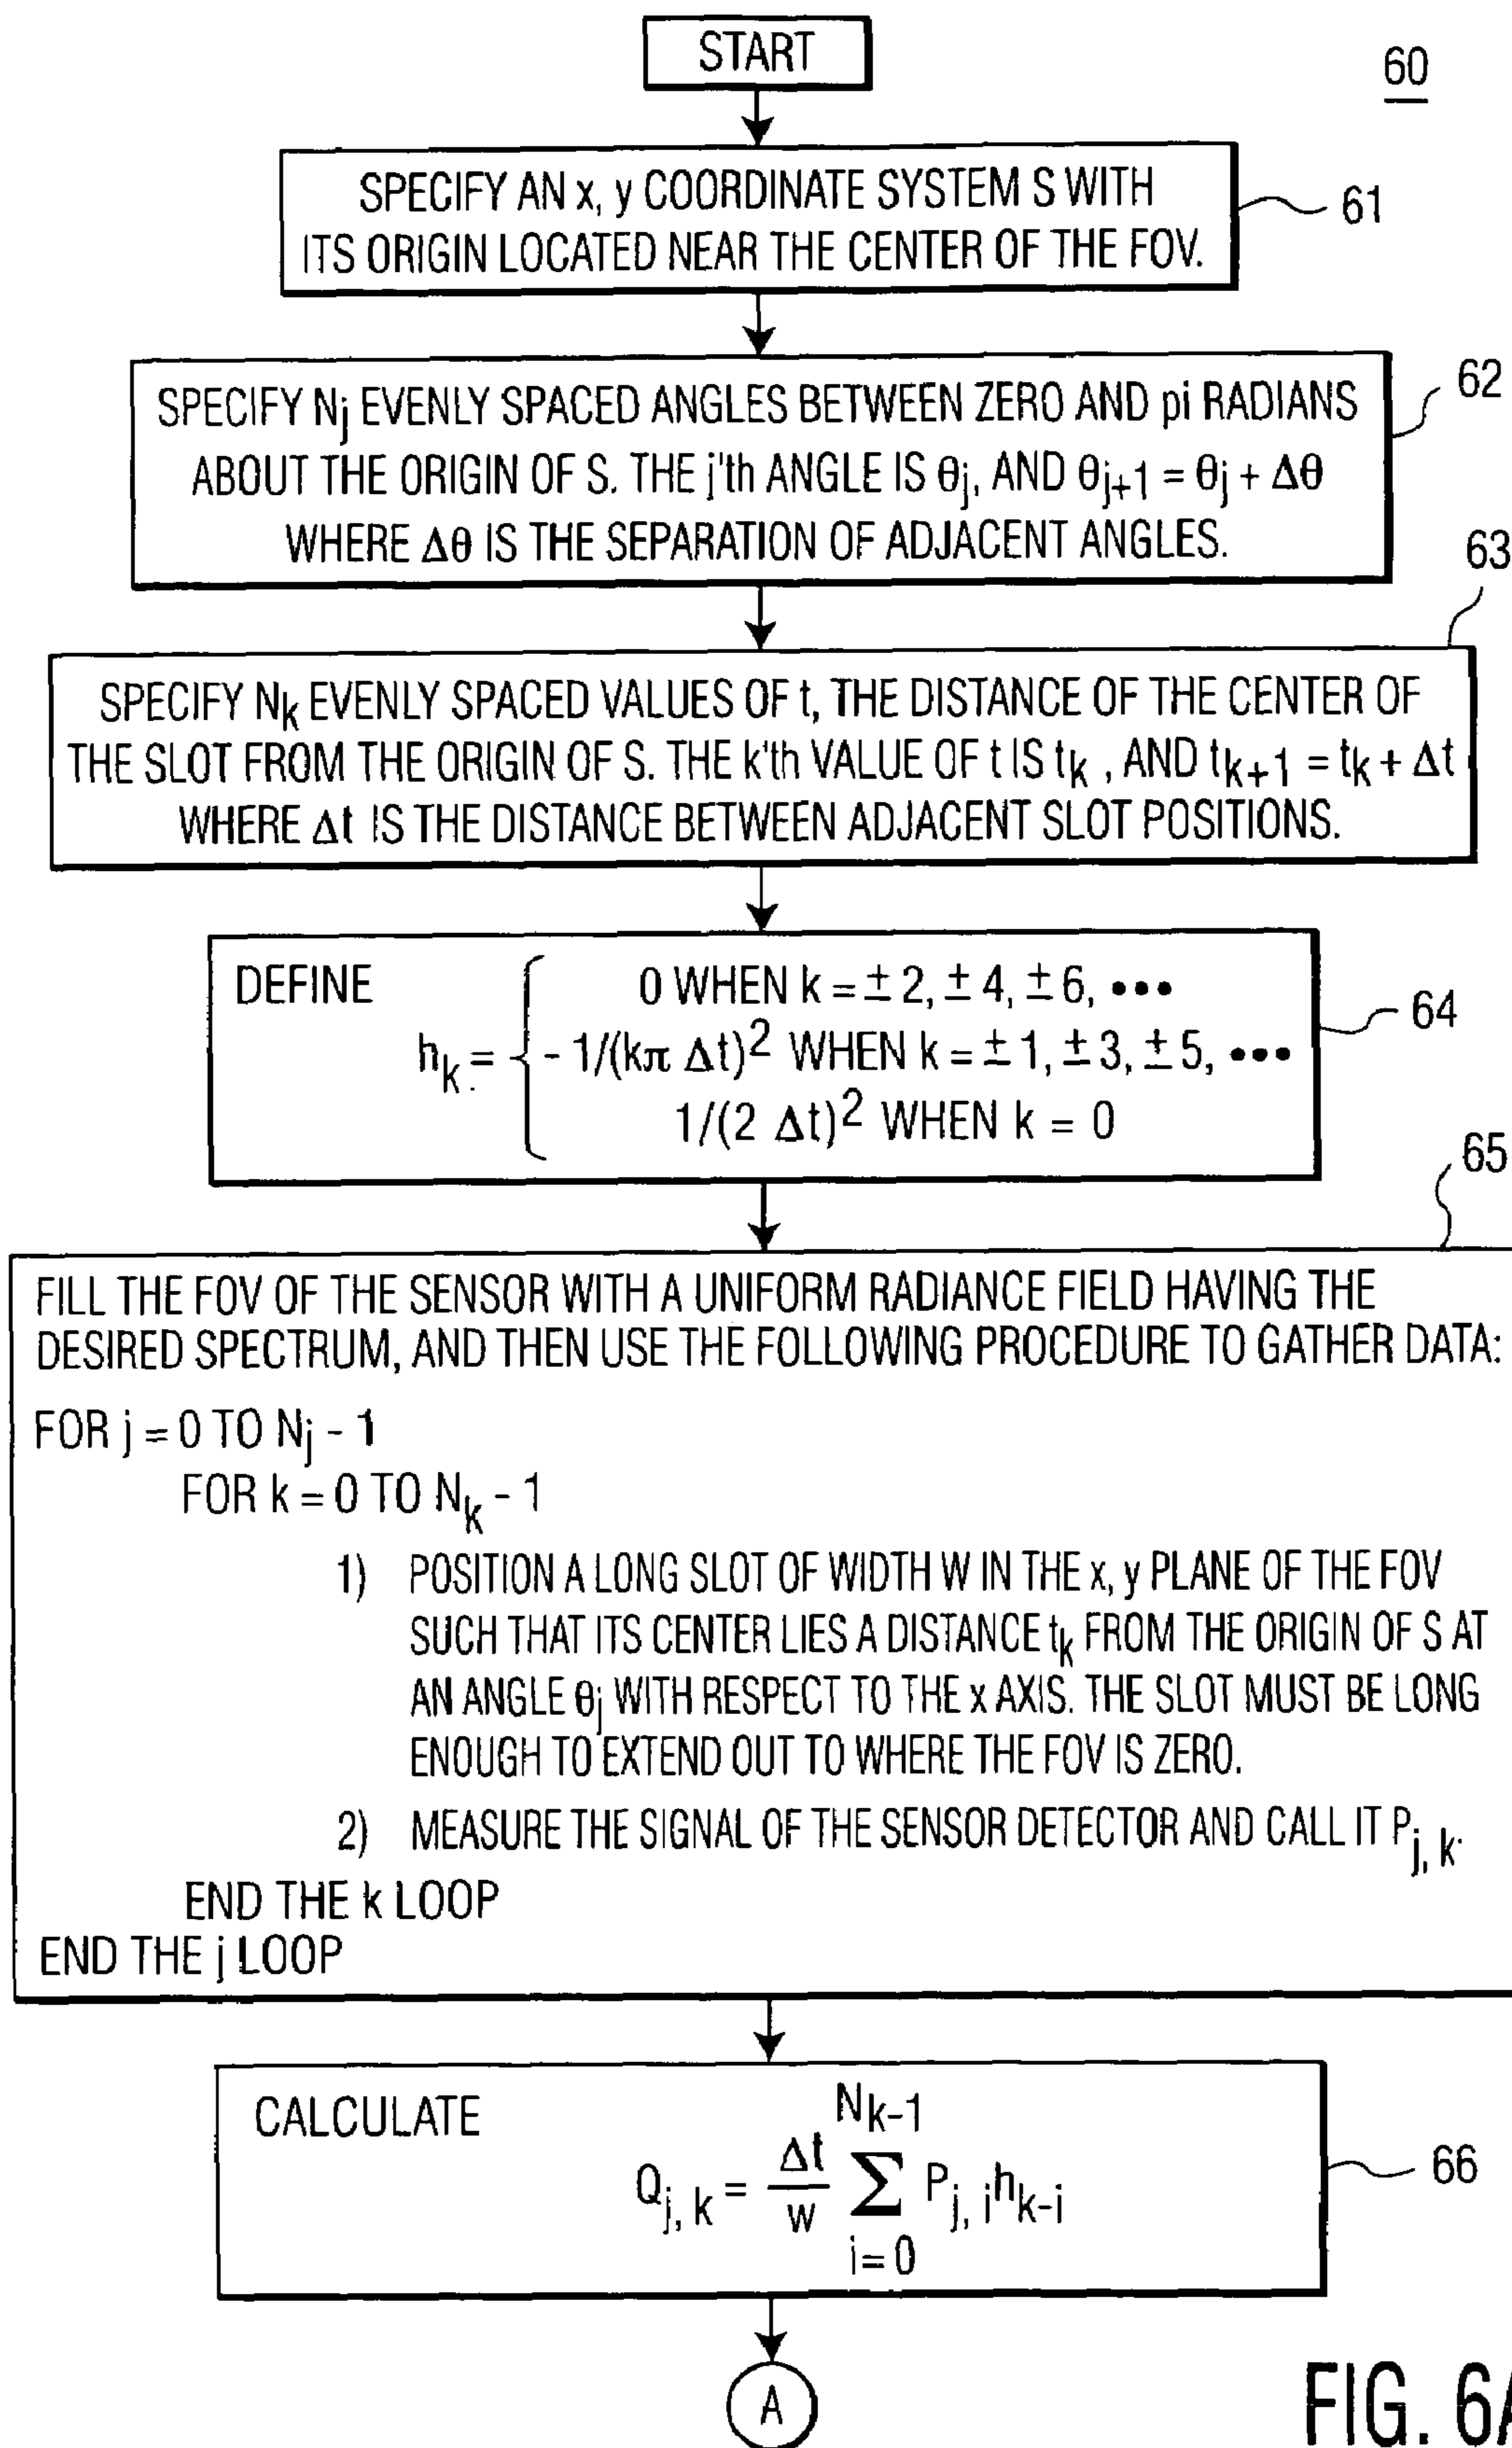 START
60
SPECIFY AN x, y COORDINATE SYSTEM S WITH
ITS ORIGIN LOCATED NEAR THE CENTER OF THE FOV.
61
SPECIFY Nj EVENLY SPACED ANGLES BETWEEN ZERO AND pi RADIANS
ABOUT THE ORIGIN OF S. THE j'th ANGLE IS θj, AND θj+1 = θj + Δθ
WHERE Δθ IS THE SEPARATION OF ADJACENT ANGLES.
62
63
SPECIFY Nk EVENLY SPACED VALUES OF t, THE DISTANCE OF THE CENTER OF
THE SLOT FROM THE ORIGIN OF S. THE k'th VALUE OF t IS tk , AND tk+1 = tk + Δt
WHERE Δt IS THE DISTANCE BETWEEN ADJACENT SLOT POSITIONS.
DEFINE
0 WHEN k = ± 2, ± 4, ± 6, •••
hk = { - 1/(kπ Δt)2 WHEN k = ± 1, ± 3, ± 5, •••
1/(2 Δt)2 WHEN k = 0
64
65
FILL THE FOV OF THE SENSOR WITH A UNIFORM RADIANCE FIELD HAVING THE
DESIRED SPECTRUM, AND THEN USE THE FOLLOWING PROCEDURE TO GATHER DATA:
FOR j = 0 TO Nj - 1
FOR k = 0 TO Nk - 1
1) POSITION A LONG SLOT OF WIDTH W IN THE x, y PLANE OF THE FOV
SUCH THAT ITS CENTER LIES A DISTANCE tk FROM THE ORIGIN OF S AT
AN ANGLE θj WITH RESPECT TO THE x AXIS. THE SLOT MUST BE LONG
ENOUGH TO EXTEND OUT TO WHERE THE FOV IS ZERO.
2) MEASURE THE SIGNAL OF THE SENSOR DETECTOR AND CALL IT Pj, k.
END THE k LOOP
END THE j LOOP
CALCULATE
Nk-1
Qj, k = Δt/w Σ Pj, i hk-i
i = 0
66
A
FIG. 6A